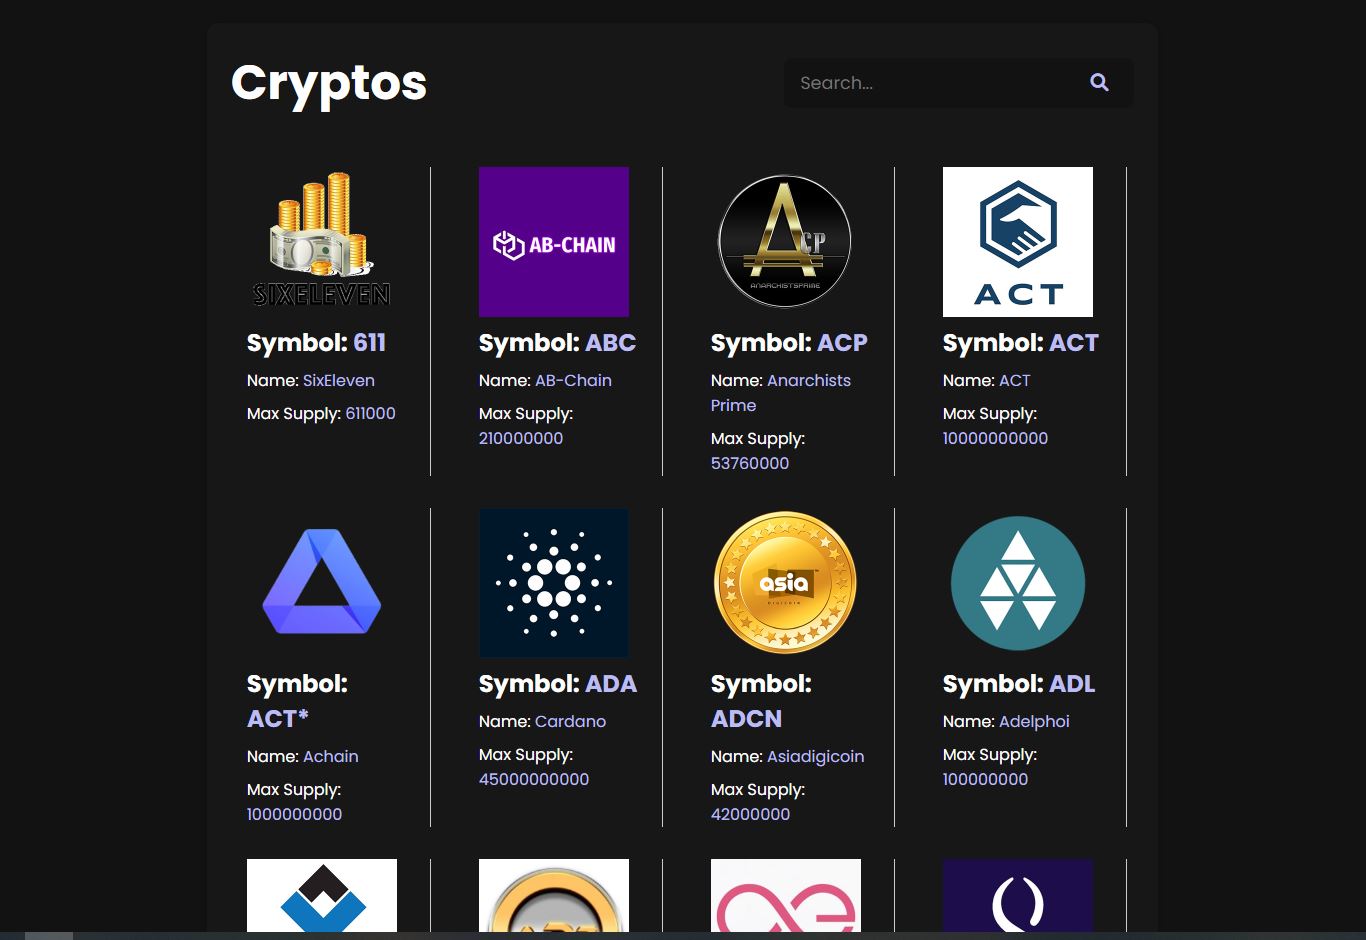 Cryptos
Search...
SIXELEVEN
AB-CHAIN
ACP
ANARCHISTSPRIME
ACT
Symbol: 611
Symbol: ABC
Symbol: ACP
Symbol: ACT
Name: SixEleven
Name: AB-Chain
Name: Anarchists
Prime
Name: ACT
Max Supply: 611000
Max Supply:
210000000
Max Supply:
53760000
Max Supply:
10000000000
asia
DIGICOIN
Symbol:
ACT*
Symbol: ADA
Symbol:
ADCN
Symbol: ADL
Name: Achain
Name: Cardano
Name: Asiadigicoin
Name: Adelphoi
Max Supply:
1000000000
Max Supply:
45000000000
Max Supply:
42000000
Max Supply:
100000000